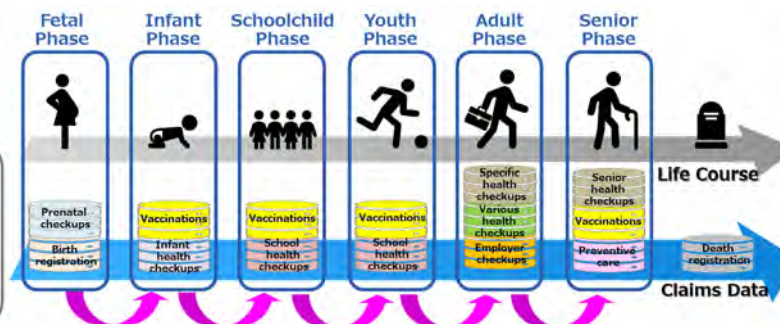 Fetal
Phase
Infant
Phase
Schoolchild
Phase
Youth
Phase
Adult
Phase
Senior
Phase
Life Course
Prenatal
checkups
Birth
registration
Vaccinations
Infant
health
checkups
Vaccinations
School
health
checkups
Vaccinations
School
health
checkups
Specific
health
checkups
Various
health
checkups
Employer
checkups
Senior
health
checkups
Vaccinations
Preventive
care
Death
registration
Claims Data